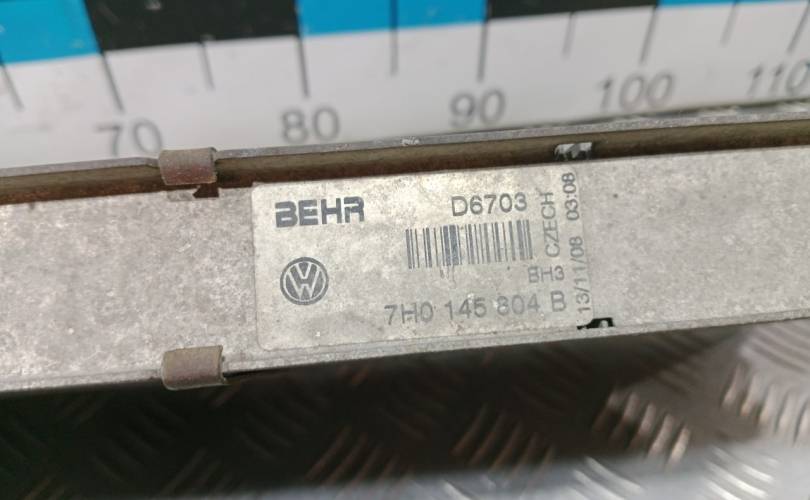 70 80 90 100 110
BEHR D6703
CZECH
13/11/08 03:08
BH3
7H0 145 804 B